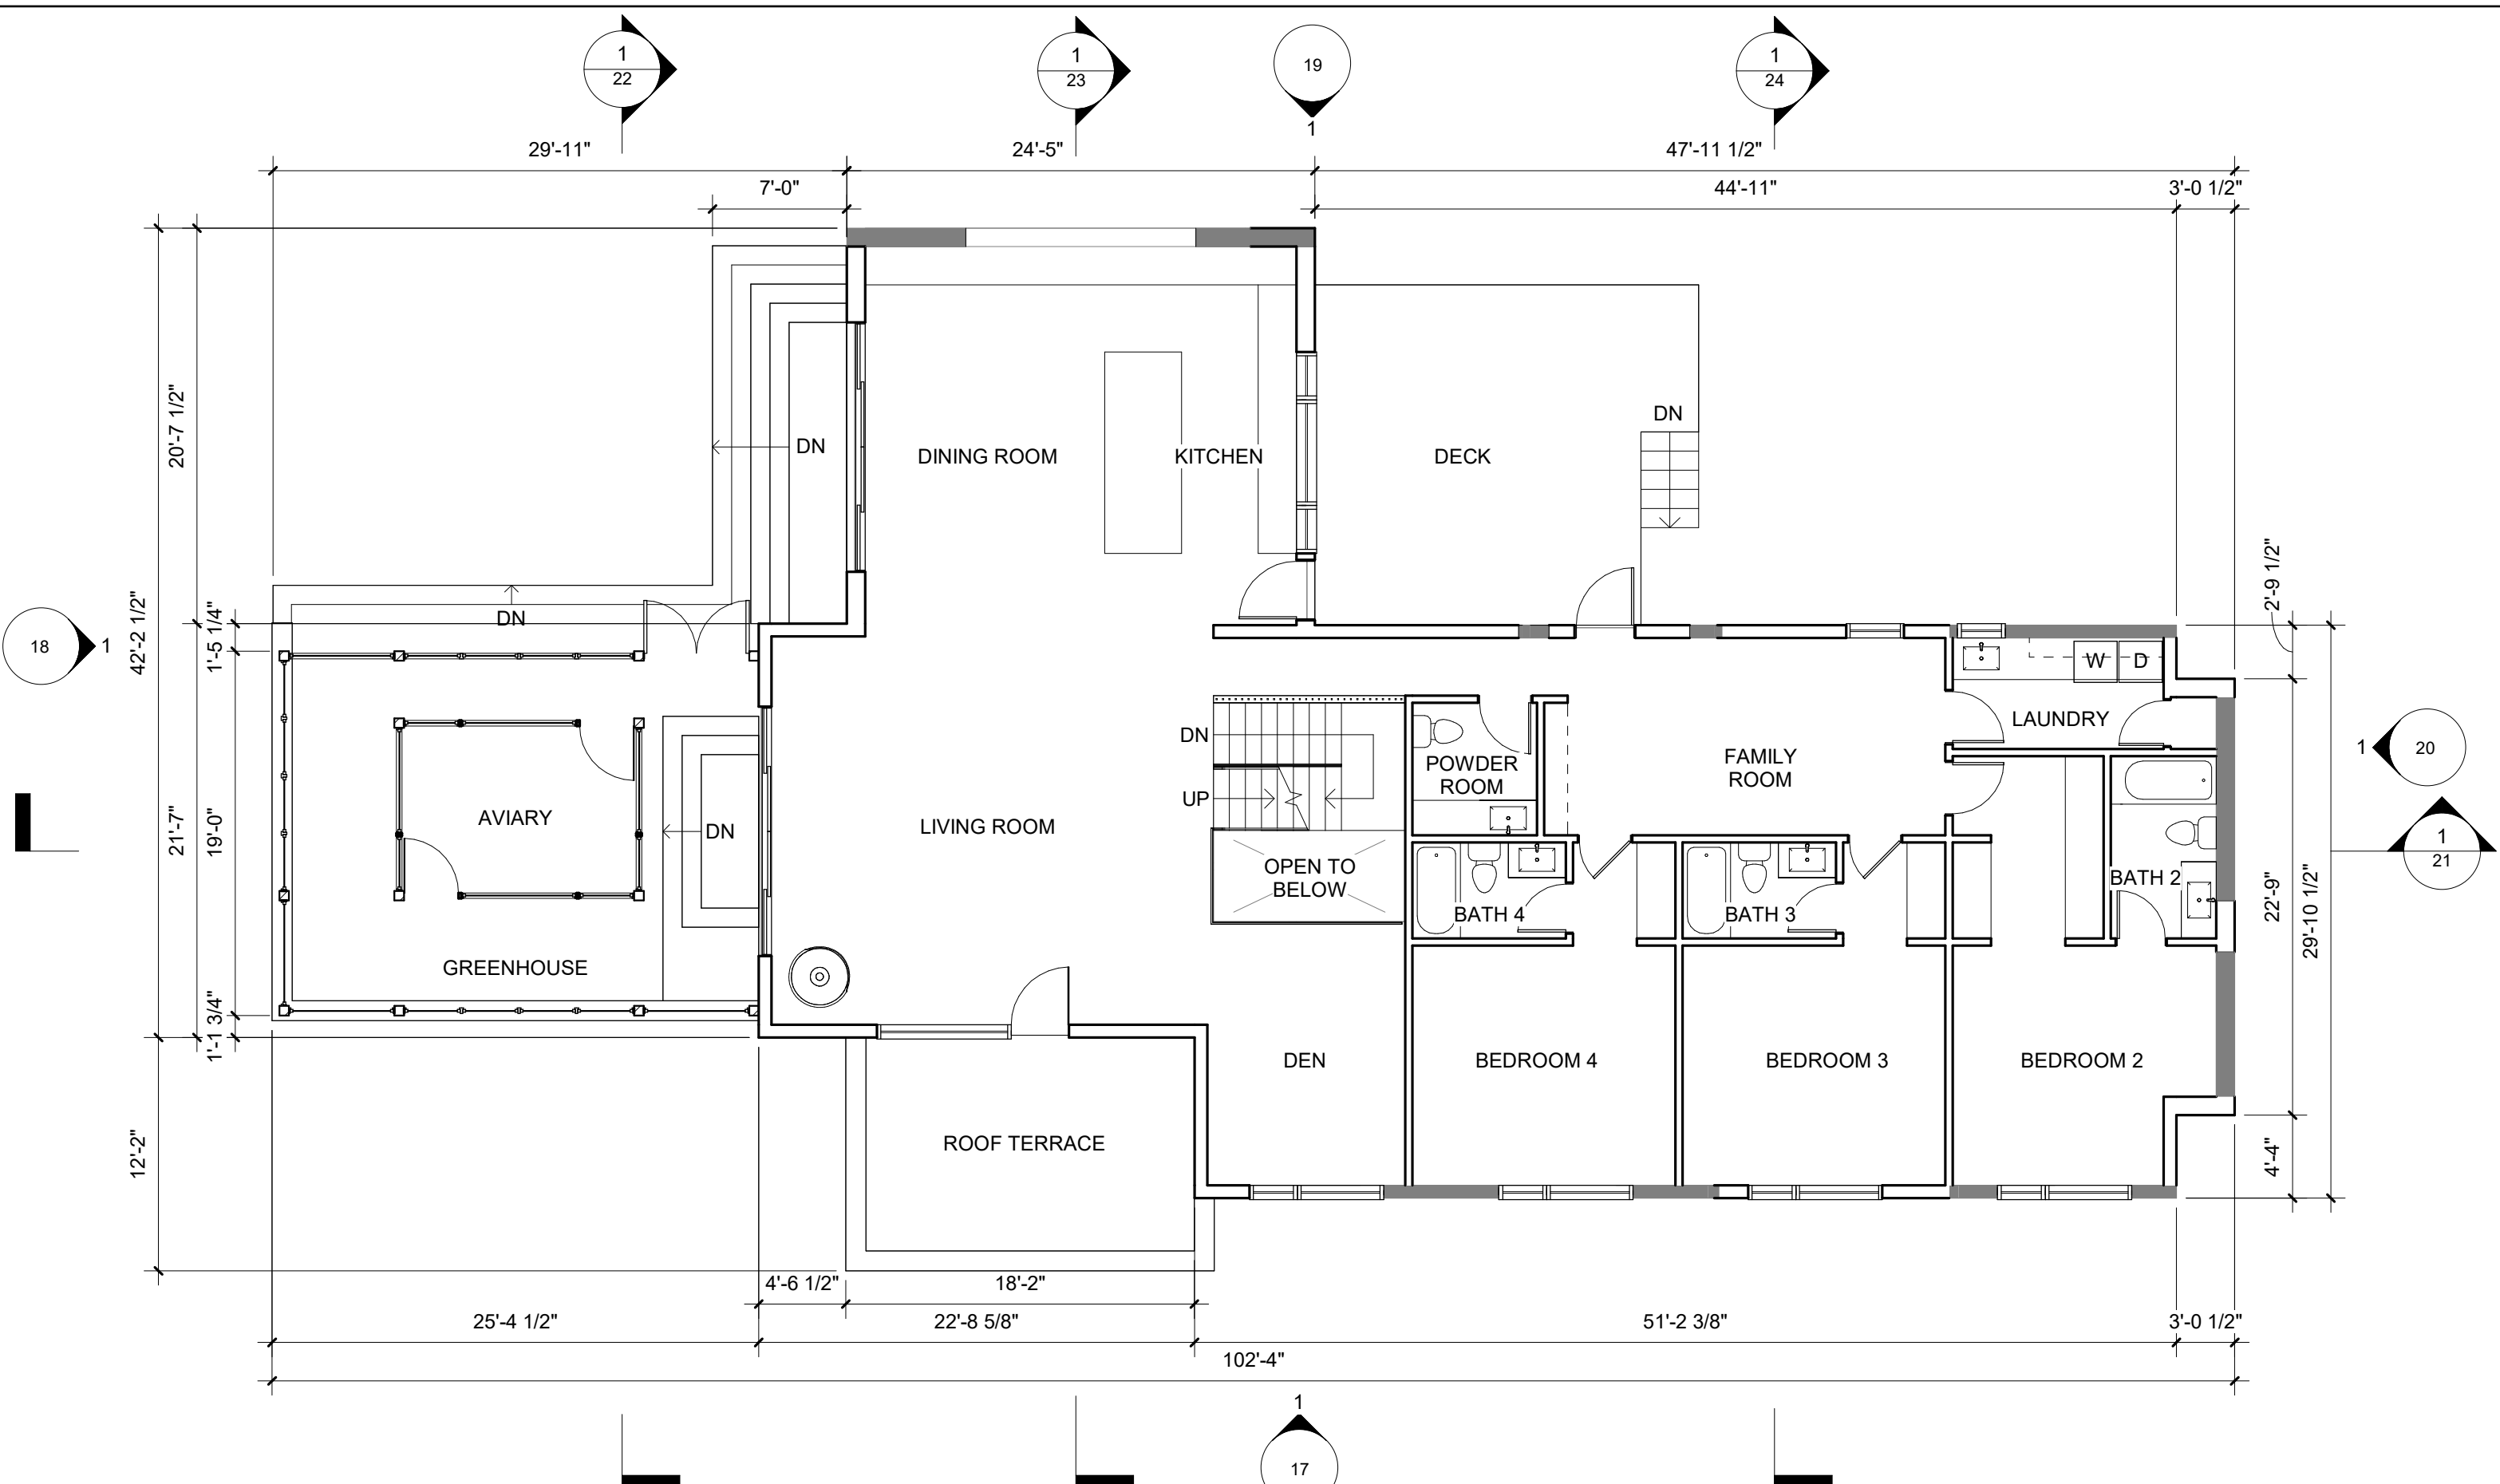 1
22
1
23
19
1
1
24
29'-11"
24'-5"
47'-11 1/2"
7'-0"
44'-11"
3'-0 1/2"
20'-7 1/2"
42'-2 1/2"
1'-5 1/4"
21'-7"
19'-0"
1'-1 3/4"
12'-2"
18
1
DN
DINING ROOM
KITCHEN
DECK
DN
DN
2'-9 1/2"
W
D
LAUNDRY
DN
UP
POWDER
ROOM
FAMILY
ROOM
1
20
AVIARY
DN
LIVING ROOM
OPEN TO
BELOW
1
21
BATH 4
BATH 3
BATH 2
22'-9"
29'-10 1/2"
GREENHOUSE
DEN
BEDROOM 4
BEDROOM 3
BEDROOM 2
ROOF TERRACE
4'-4"
4'-6 1/2"
18'-2"
25'-4 1/2"
22'-8 5/8"
51'-2 3/8"
3'-0 1/2"
102'-4"
1
17